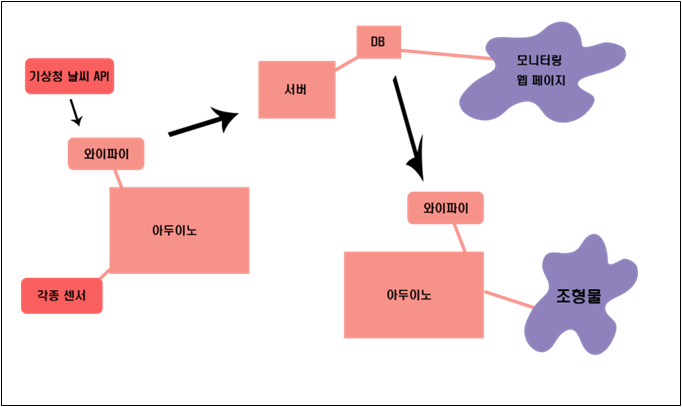 기상청 날씨 API
와이파이
아두이노
각종 센서
서버
DB
모니터링
웹 페이지
와이파이
아두이노
조형물